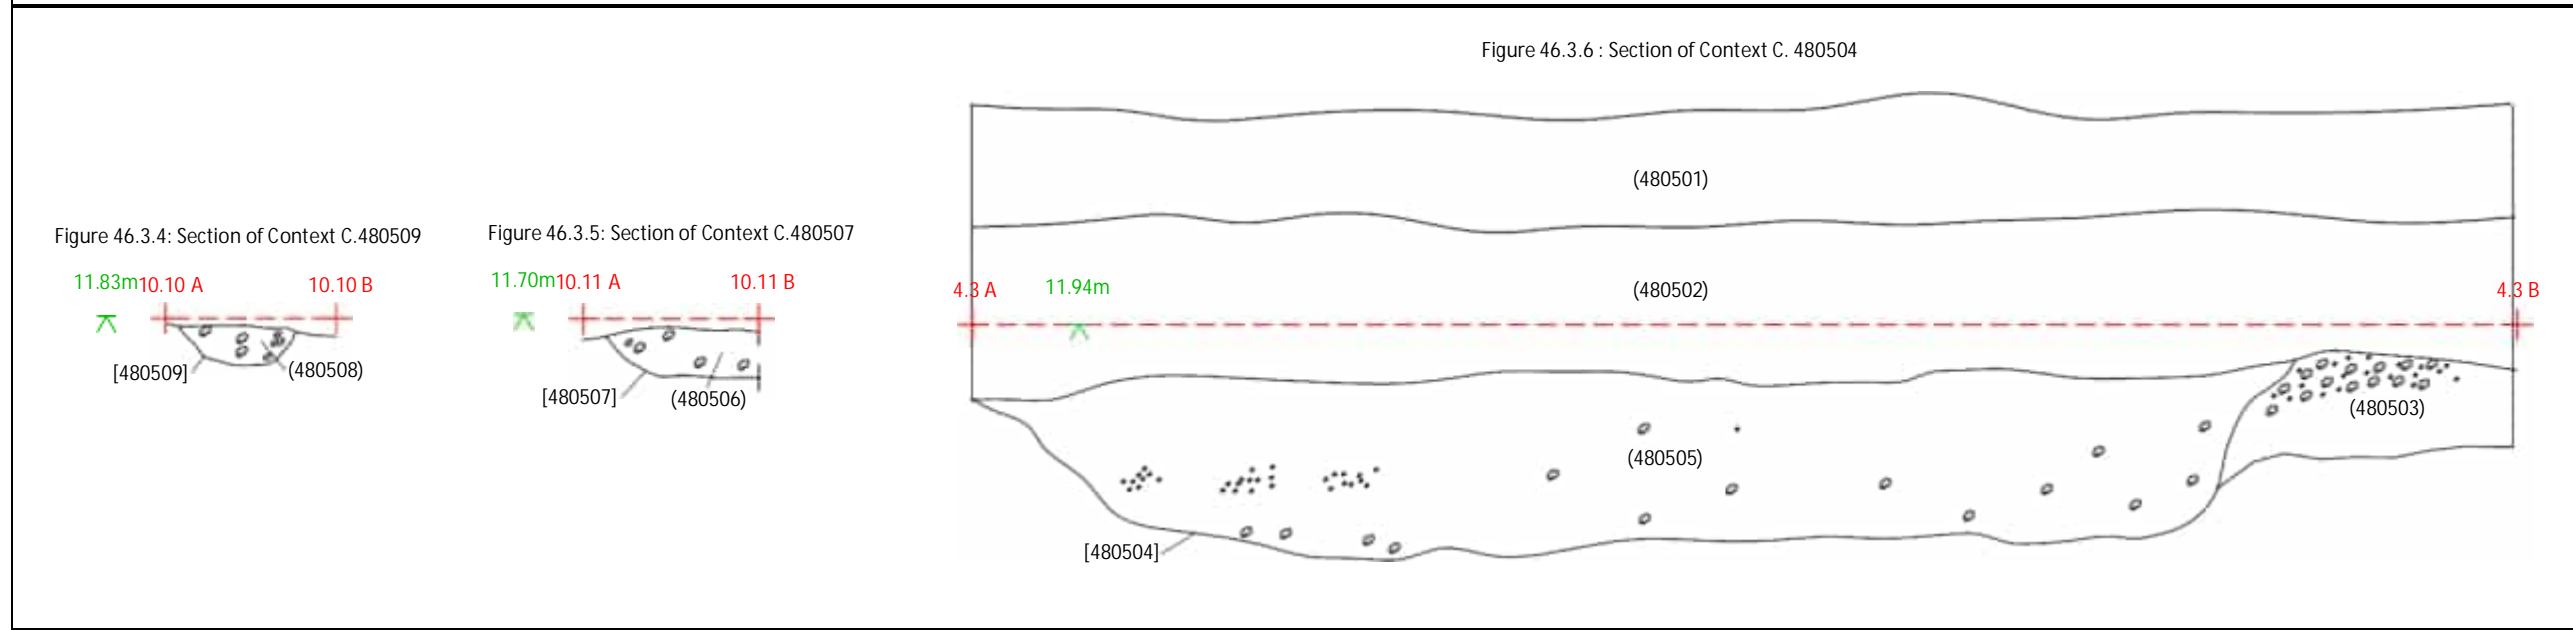 Figure 46.3.6 : Section of Context C. 480504
(480501)
Figure 46.3.4: Section of Context C.480509
Figure 46.3.5: Section of Context C.480507
11.83m 10.10 A 10.10 B
11.70m 10.11 A 10.11 B
4.3 A 11.94m (480502) 4.3 B
[480509] (480508)
[480507] (480506)
(480503)
(480505)
[480504]